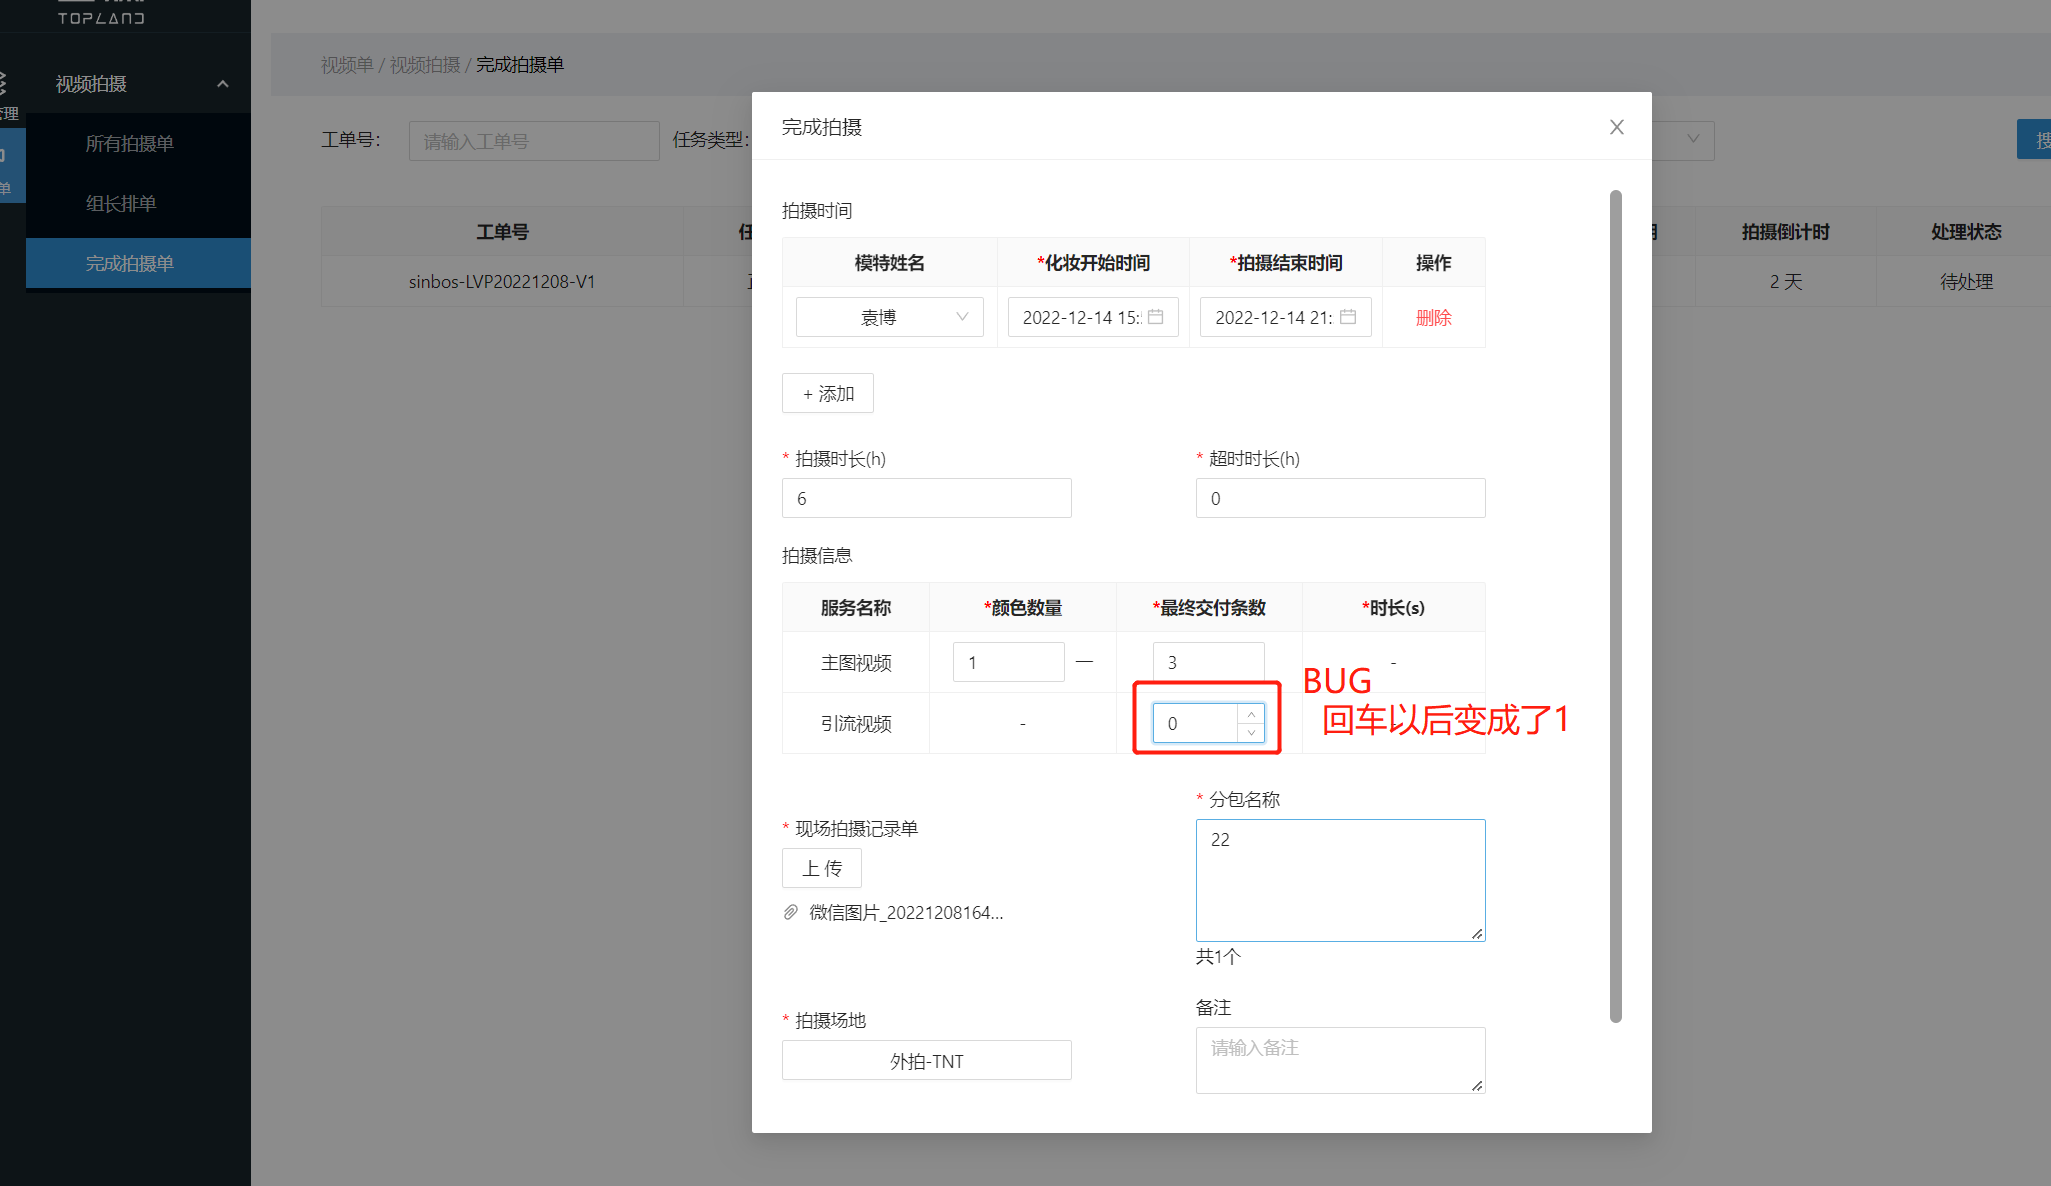 TOPLAND
视频拍摄
管理
所有拍摄单
单
组长排单
完成拍摄单
视频单 / 视频拍摄 / 完成拍摄单
工单号：
请输入工单号
任务类型：
搜
工单号
任
期
拍摄倒计时
处理状态
sinbos-LVP20221208-V1
正
2 天
待处理
完成拍摄
拍摄时间
模特姓名
*化妆开始时间
*拍摄结束时间
操作
袁博
2022-12-14 15:
2022-12-14 21:
删除
+ 添加
* 拍摄时长(h)
* 超时时长(h)
6
0
拍摄信息
服务名称
*颜色数量
*最终交付条数
*时长(s)
主图视频
1
—
3
-
BUG
引流视频
-
0
回车以后变成了1
* 分包名称
* 现场拍摄记录单
22
上 传
微信图片_20221208164...
共1个
备注
* 拍摄场地
请输入备注
外拍-TNT